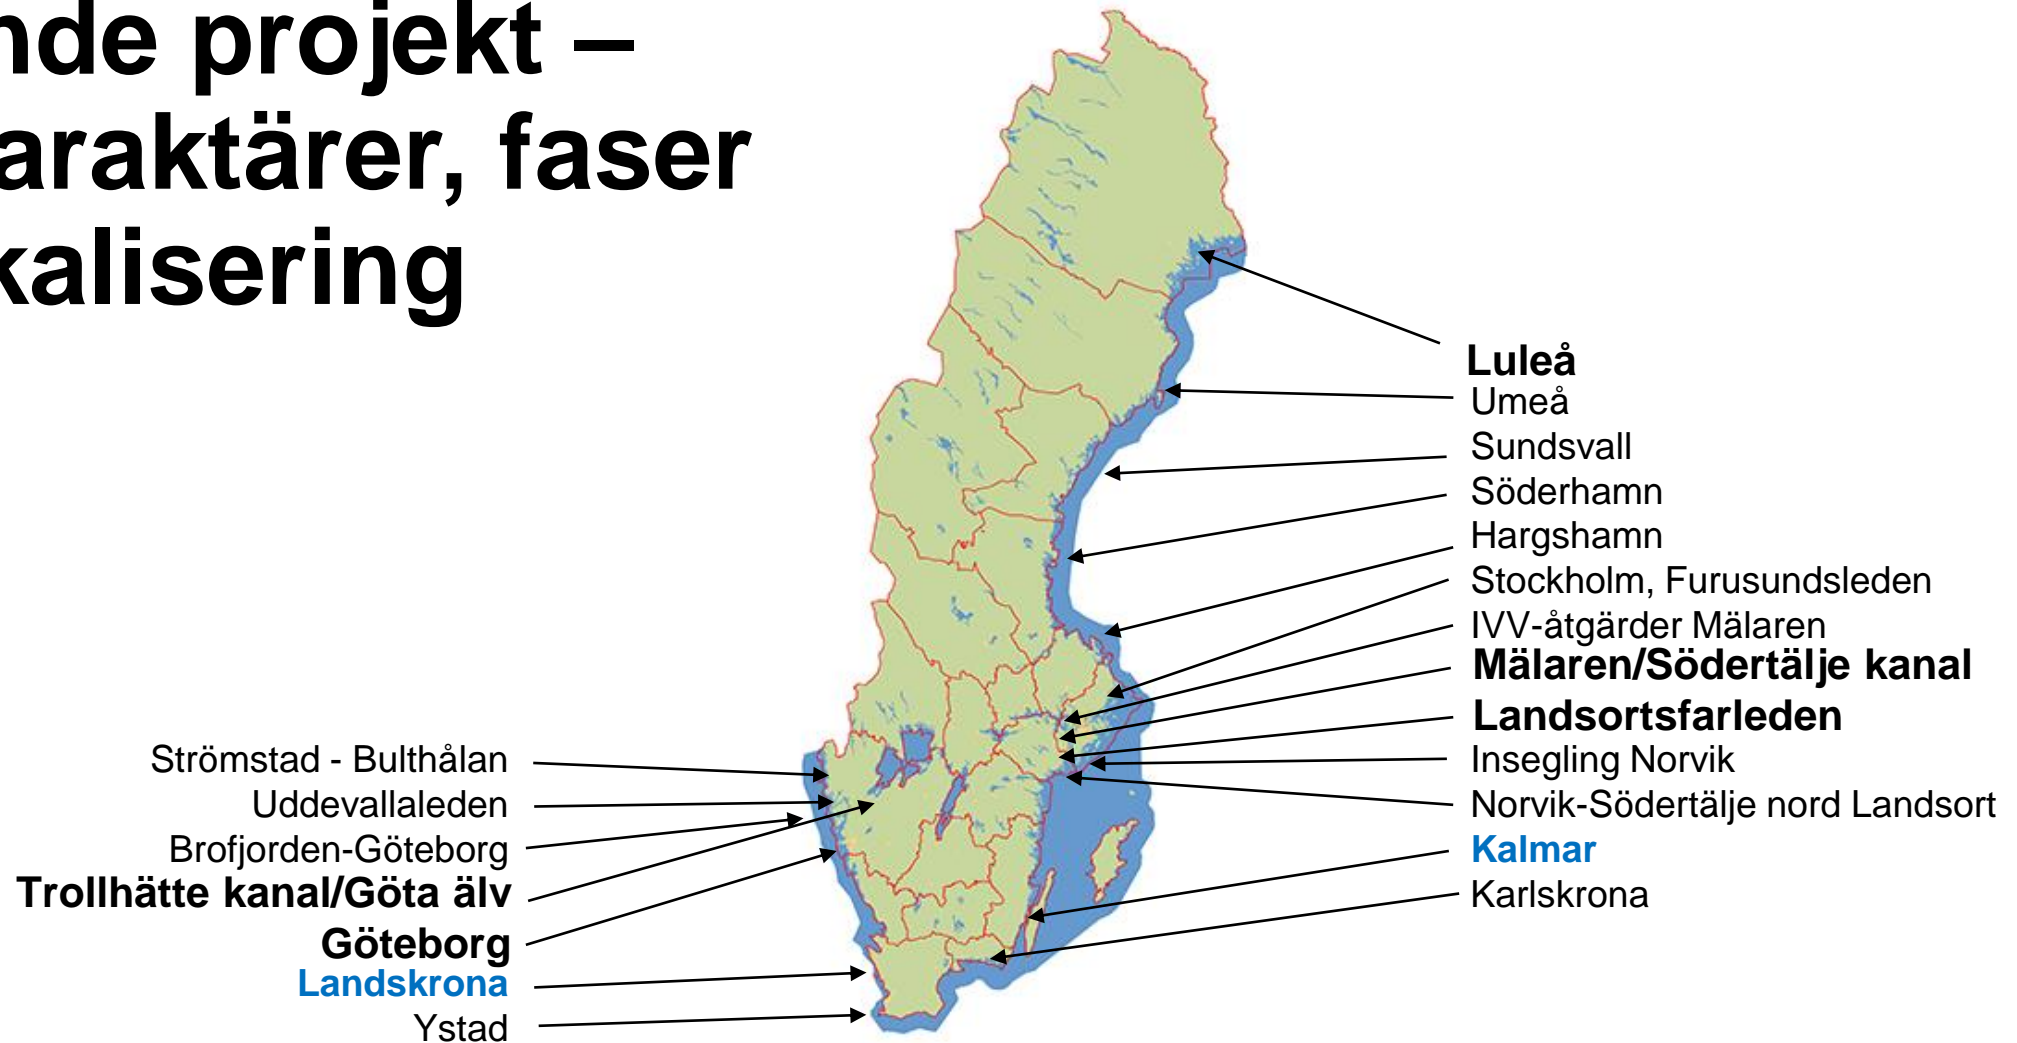 nde projekt –
araktärer, faser
kalisering
Luleå
Umeå
Sundsvall
Söderhamn
Hargshamn
Stockholm, Furusundsleden
IVV-åtgärder Mälaren
Mälaren/Södertälje kanal
Landsortsfarleden
Insegling Norvik
Norvik-Södertälje nord Landsort
Kalmar
Karlskrona
Strömstad - Bulthålan
Uddevallaleden
Brofjorden-Göteborg
Trollhätte kanal/Göta älv
Göteborg
Landskrona
Ystad